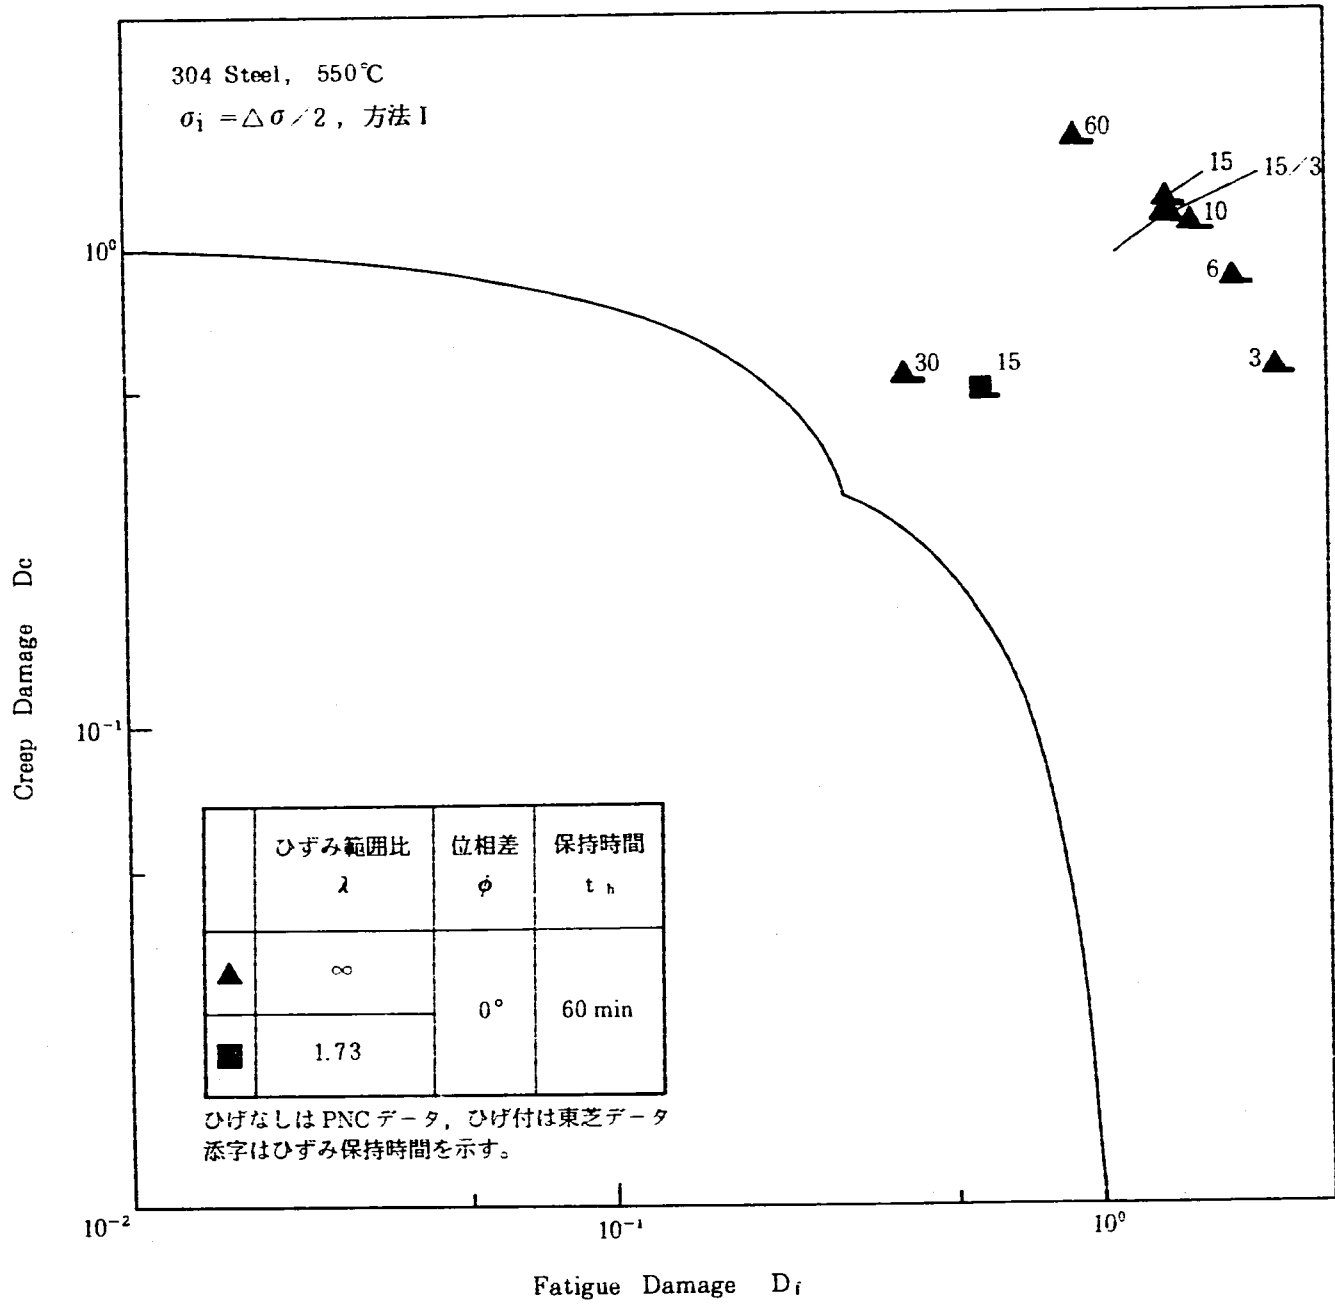 304 Steel, 550℃
σi =△σ/2, 方法 I
60
15
15/3
10
6
3
30
15
10⁰
10⁻¹
10⁻²
10⁻¹
10⁰
Creep Damage Dc
Fatigue Damage Df
ひずみ範囲比 位相差 保持時間
λ φ t h
▲ ∞
0° 60 min
■ 1.73
ひげなしは PNC データ, ひげ付は東芝データ
添字はひずみ保持時間を示す。